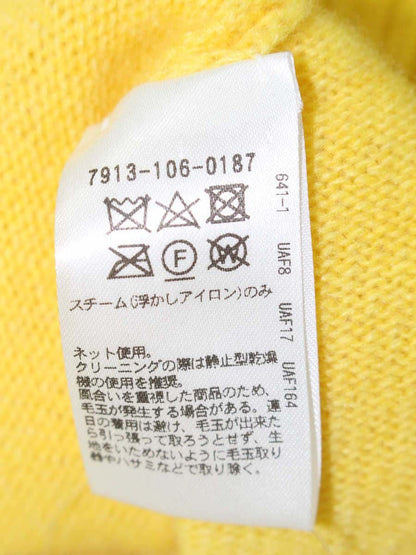 7913-106-0187
F
W
スチーム(浮かしアイロン)のみ
ネット使用。
クリーニングの際は静止型乾燥
機の使用を推奨。
風合いを重視した商品のため、
毛玉が発生する場合がある。連
日の着用は避け、毛玉が出来た
ら引っ張って取ろうとせず、生
地をいためないように毛玉取り
器やハサミなどで取り除く。
641-1 UAF8 UAF17 UAF164